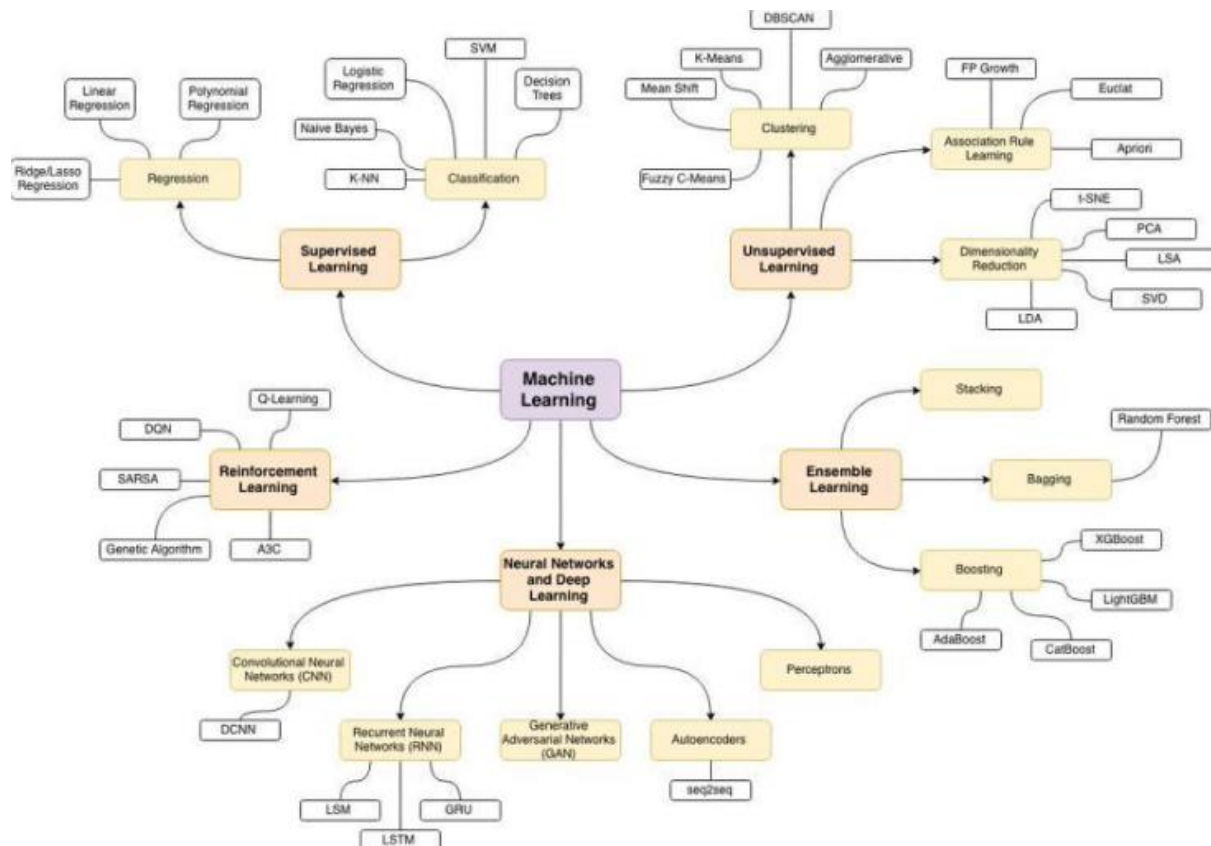 DBSCAN
SVM
K-Means
Agglomerative
FP Growth
Logistic
Regression
Linear
Regression
Polynomial
Regression
Decision
Trees
Mean Shift
Euclat
Naive Bayes
Clustering
Association Rule
Learning
Apriori
Ridge/Lasso
Regression
Regression
K-NN
Classification
Fuzzy C-Means
t-SNE
Supervised
Learning
Unsupervised
Learning
Dimensionality
Reduction
PCA
LSA
SVD
LDA
Machine
Learning
Stacking
Q-Learning
DQN
Random Forest
SARSA
Reinforcement
Learning
Ensemble
Learning
Bagging
Genetic Algorithm
A3C
XGBoost
Neural Networks
and Deep
Learning
Boosting
LightGBM
AdaBoost
CatBoost
Convolutional Neural
Networks (CNN)
Perceptrons
DCNN
Recurrent Neural
Networks (RNN)
Generative
Adversarial Networks
(GAN)
Autoencoders
seq2seq
LSM
GRU
LSTM